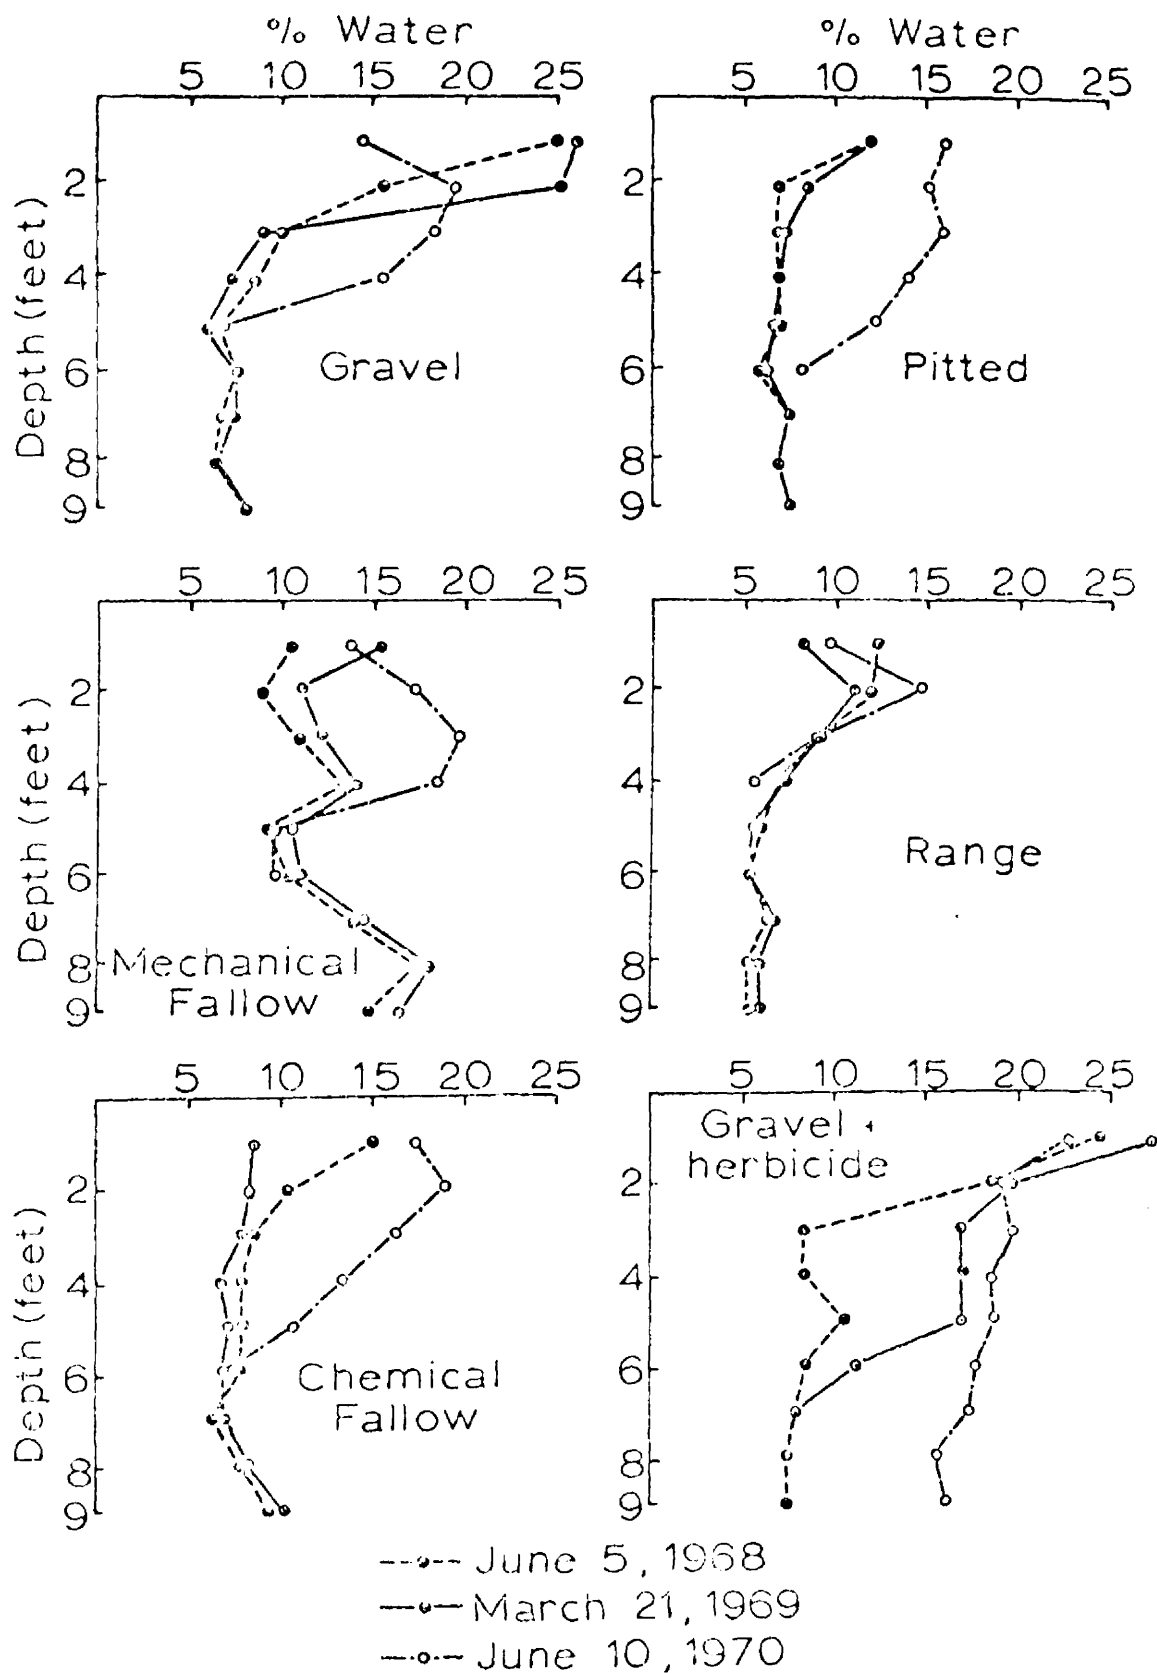 % Water
5 10 15 20 25
Depth (feet)
2
4
6
8
9
Gravel
% Water
5 10 15 20 25
2
4
6
8
9
Pitted
5 10 15 20 25
Depth (feet)
2
4
6
8
9
Mechanical
Fallow
5 10 15 20 25
2
4
6
8
9
Range
5 10 15 20 25
Depth (feet)
2
4
6
8
9
Chemical
Fallow
5 10 15 20 25
2
4
6
8
9
Gravel +
herbicide
June 5, 1968
March 21, 1969
June 10, 1970